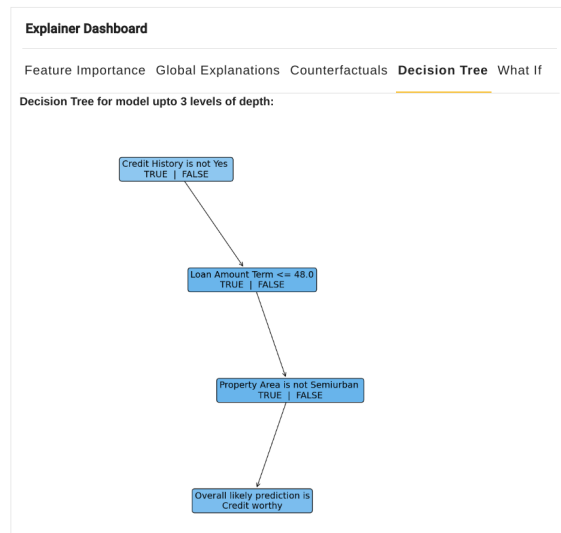 Explainer Dashboard
Feature Importance Global Explanations Counterfactuals Decision Tree What If
Decision Tree for model upto 3 levels of depth:
Credit History is not Yes
TRUE | FALSE
Loan Amount Term <= 48.0
TRUE | FALSE
Property Area is not Semiurban
TRUE | FALSE
Overall likely prediction is
Credit worthy